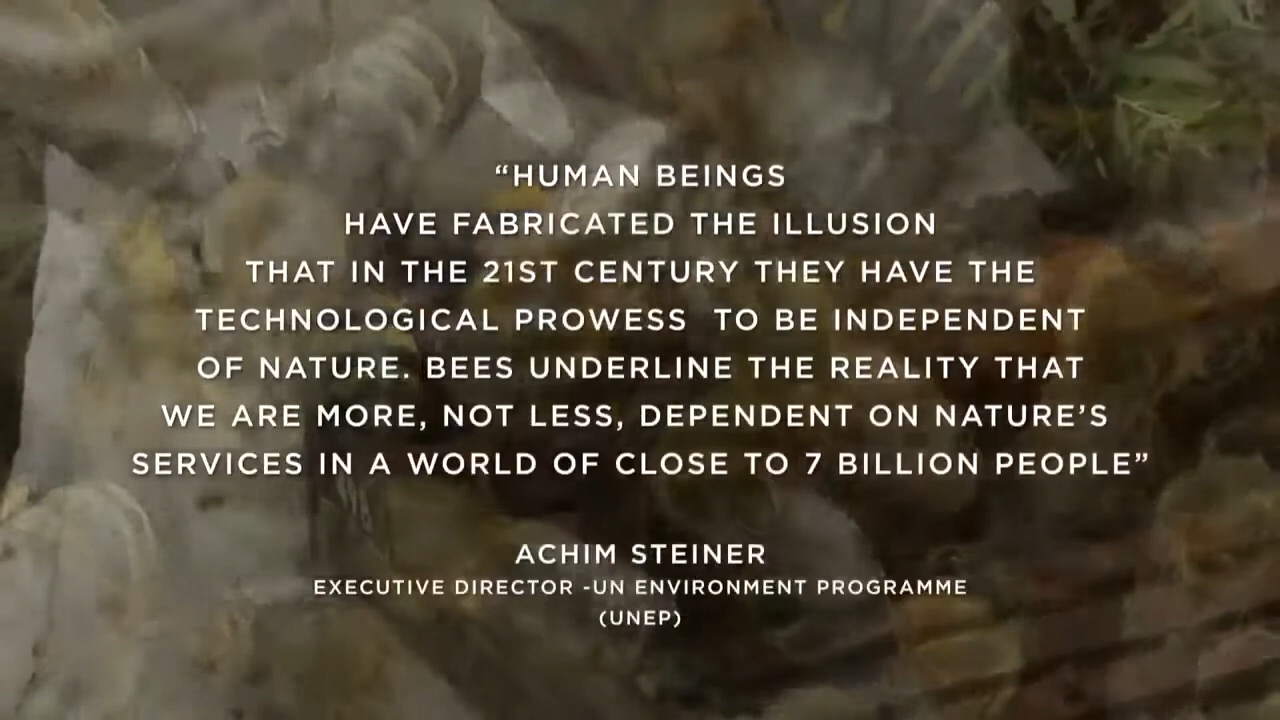 “HUMAN BEINGS
HAVE FABRICATED THE ILLUSION
THAT IN THE 21ST CENTURY THEY HAVE THE
TECHNOLOGICAL PROWESS  TO BE INDEPENDENT
OF NATURE. BEES UNDERLINE THE REALITY THAT
WE ARE MORE, NOT LESS, DEPENDENT ON NATURE’S
SERVICES IN A WORLD OF CLOSE TO 7 BILLION PEOPLE”
ACHIM STEINER
EXECUTIVE DIRECTOR -UN ENVIRONMENT PROGRAMME
(UNEP)